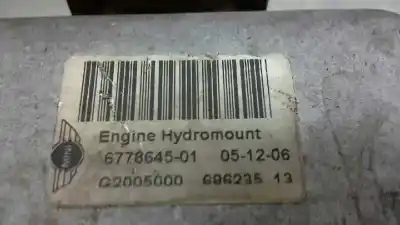 Engine Hydromount
6778645-01 05-12-06
G2005000 696235 13